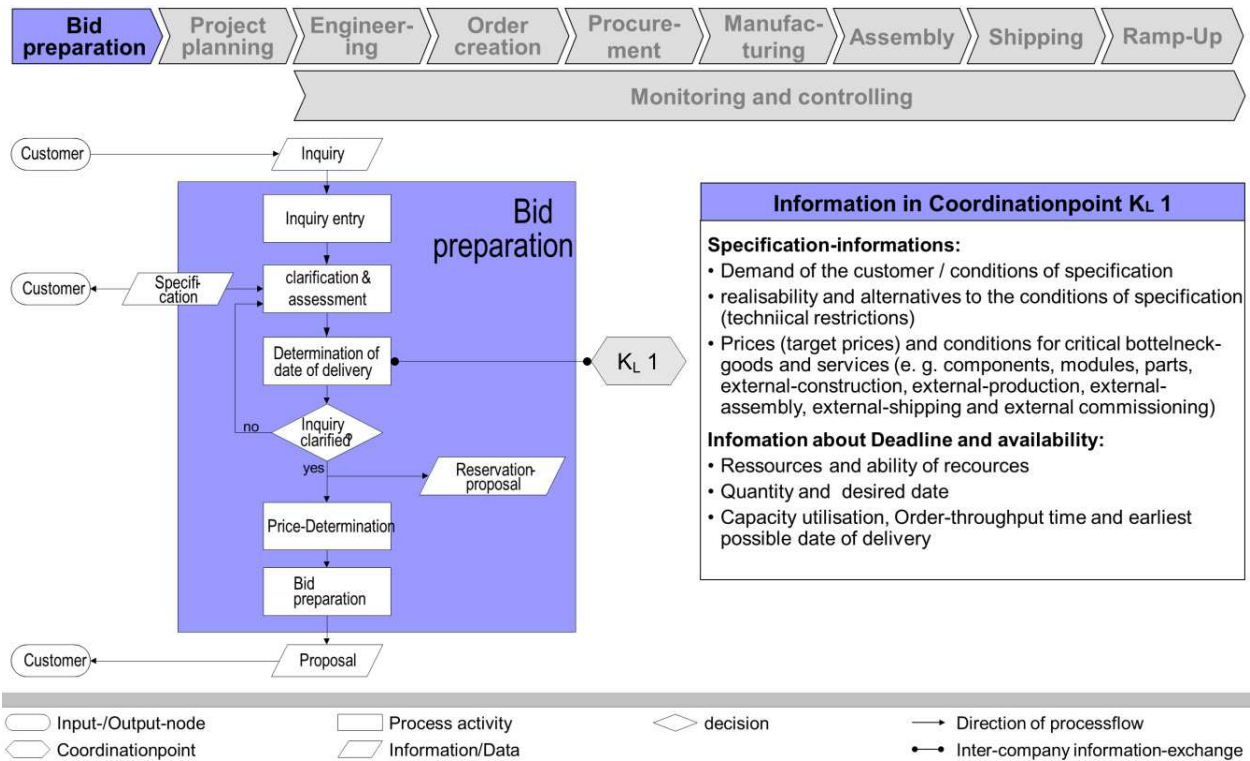 Bid
preparation
Project
planning
Engineer-
ing
Order
creation
Procure-
ment
Manufac-
turing
Assembly
Shipping
Ramp-Up
Monitoring and controlling
Customer
Inquiry
Bid
preparation
Inquiry entry
Customer
Specifi-
cation
clarification &
assessment
Determination of
date of delivery
KL 1
Inquiry
clarified?
no
yes
Reservation-
proposal
Price-Determination
Bid
preparation
Customer
Proposal
Information in Coordinationpoint KL 1
Specification-informations:
• Demand of the customer / conditions of specification
• realisability and alternatives to the conditions of specification
(techniical restrictions)
• Prices (target prices) and conditions for critical bottelneck-
goods and services (e. g. components, modules, parts,
external-construction, external-production, external-
assembly, external-shipping and external commissioning)
Infomation about Deadline and availability:
• Ressources and ability of recources
• Quantity and desired date
• Capacity utilisation, Order-throughput time and earliest
possible date of delivery
Input-/Output-node
Process activity
decision
Direction of processflow
Coordinationpoint
Information/Data
Inter-company information-exchange